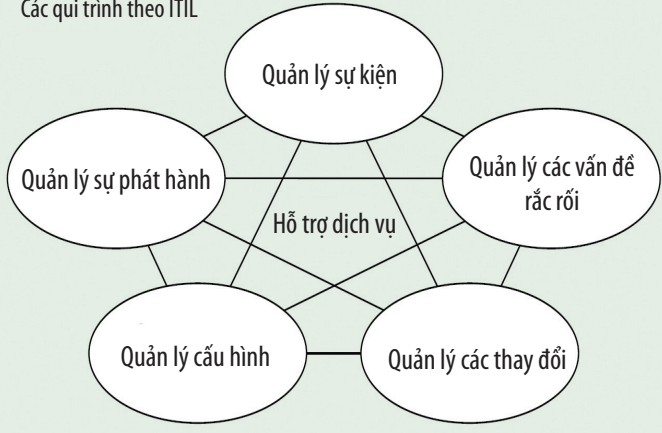 Các qui trình theo ITIL
Quản lý sự kiện
Quản lý sự phát hành
Quản lý các vấn đề
rắc rối
Hỗ trợ dịch vụ
Quản lý cấu hình
Quản lý các thay đổi